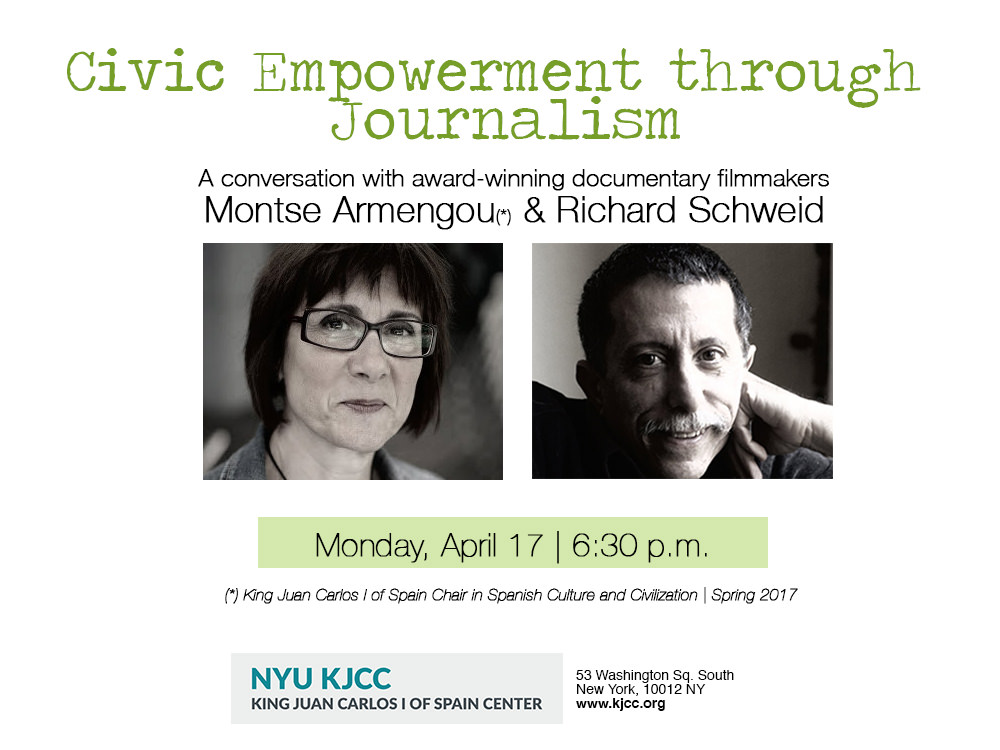 Civic Empowerment through
Journalism
A conversation with award-winning documentary filmmakers
Montse Armengou(*) & Richard Schweid
Monday, April 17 | 6:30 p.m.
(*) King Juan Carlos I of Spain Chair in Spanish Culture and Civilization | Spring 2017
NYU KJCC
KING JUAN CARLOS I OF SPAIN CENTER
53 Washington Sq. South
New York, 10012 NY
www.kjcc.org